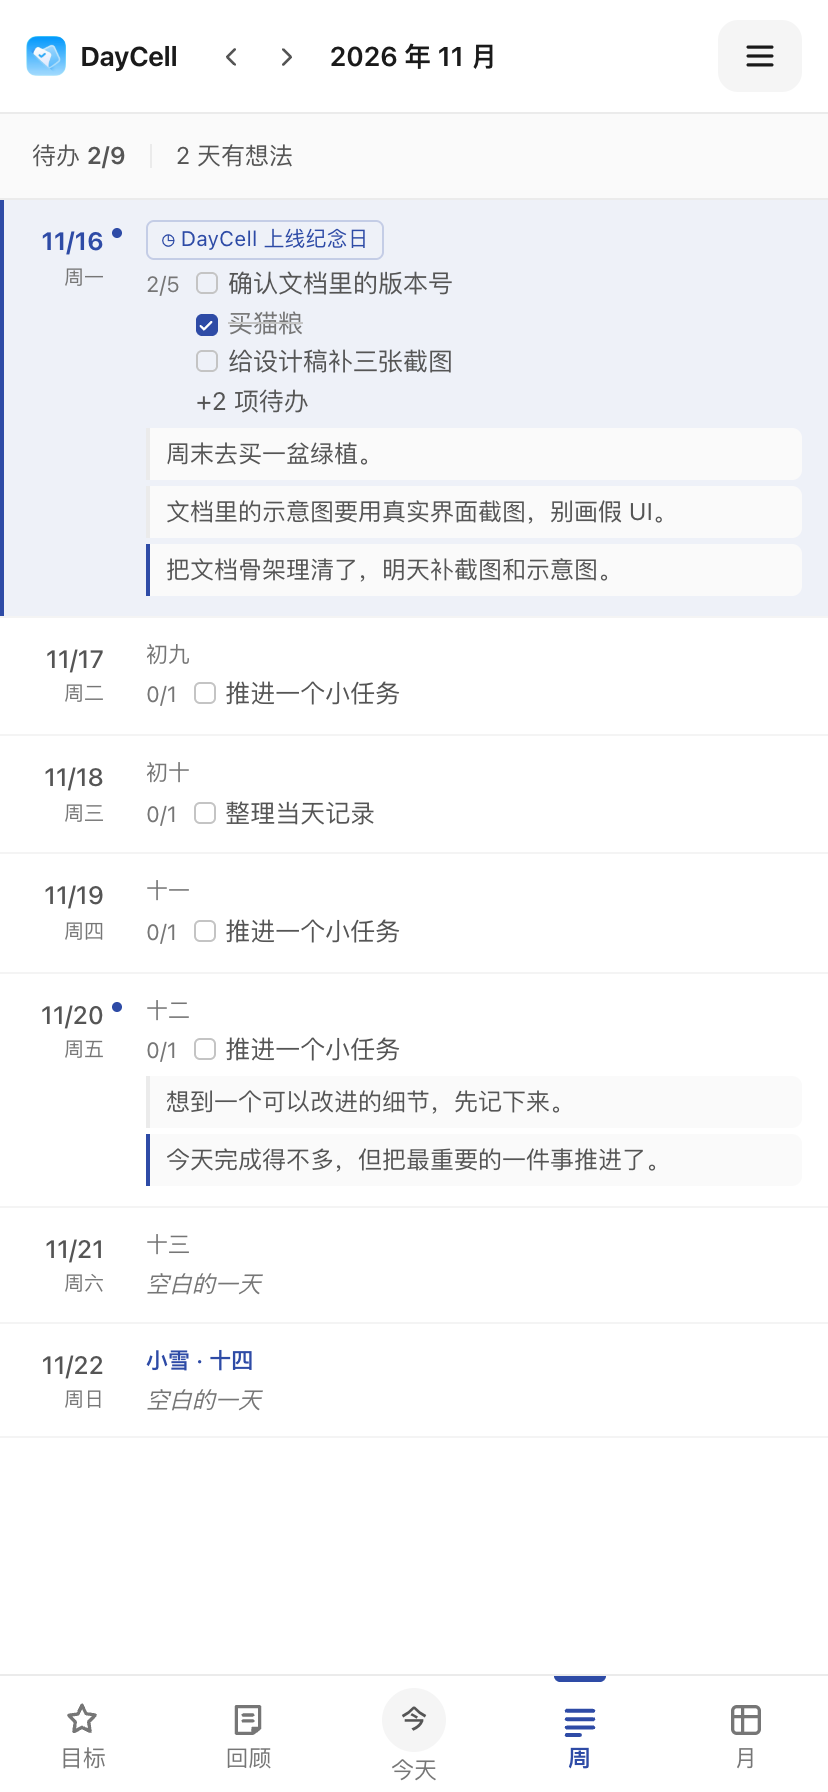 DayCell
2026 年 11 月
待办 2/9
2 天有想法
11/16
周一
DayCell 上线纪念日
2/5
确认文档里的版本号
买猫粮
给设计稿补三张截图
+2 项待办
周末去买一盆绿植。
文档里的示意图要用真实界面截图，别画假 UI。
把文档骨架理清了，明天补截图和示意图。
11/17
周二
初九
0/1 推进一个小任务
11/18
周三
初十
0/1 整理当天记录
11/19
周四
十一
0/1 推进一个小任务
11/20
周五
十二
0/1 推进一个小任务
想到一个可以改进的细节，先记下来。
今天完成得不多，但把最重要的一件事推进了。
11/21
周六
十三
空白的一天
11/22
周日
小雪 · 十四
空白的一天
目标
回顾
今
今天
周
月